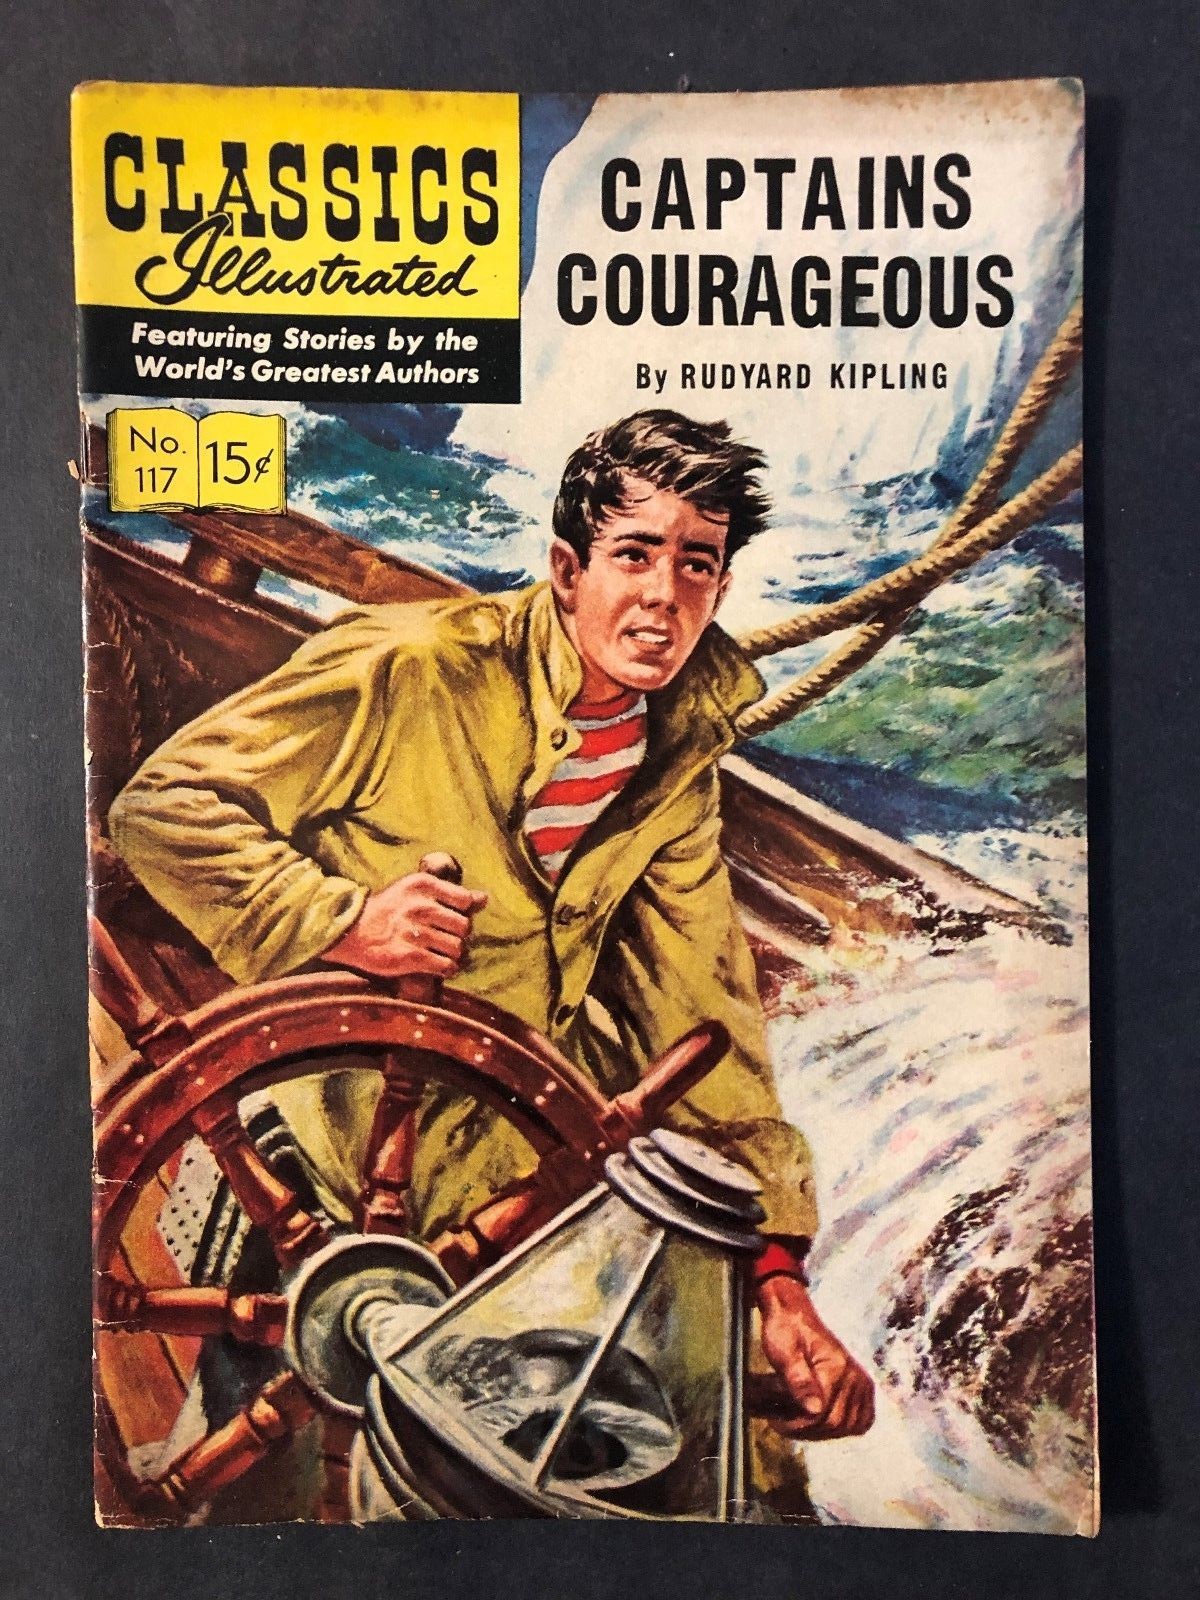 CLASSICS
Illustrated
Featuring Stories by the
World's Greatest Authors
No.
117
15¢
CAPTAINS
COURAGEOUS
By RUDYARD KIPLING